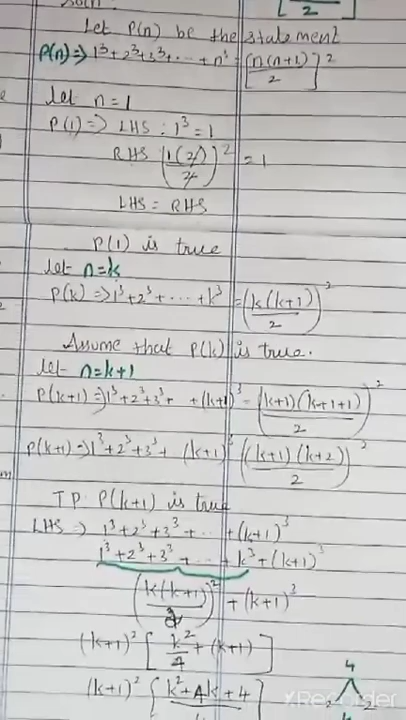 Soln:
2
Let P(n) be the statement
P(n) => 1³+2³+3³+... + n³ = [n(n+1)/2]²
let n=1
P(1) => LHS : 1³ = 1
RHS (1(2)/2)² = 1
LHS = RHS
P(1) is true
let n=k
P(k) => 1³+2³+ ... + k³ = (k(k+1)/2)²
Assume that P(k) is true.
let n=k+1
P(k+1) => 1³+2³+3³+ +(k+1)³ = ((k+1)(k+1+1)/2)²
P(k+1) => 1³+2³+3³+ (k+1)³ ((k+1)(k+2)/2)²
TP P(k+1) is true
LHS => 1³+2³+3³+ ... +(k+1)³
1³+2³+3³+ ... + k³+(k+1)³
(k(k+1)/2)² + (k+1)³
(k+1)² [k²/4 + (k+1)]
4
(k+1)² [k²+4k+4]
2
KineMaster